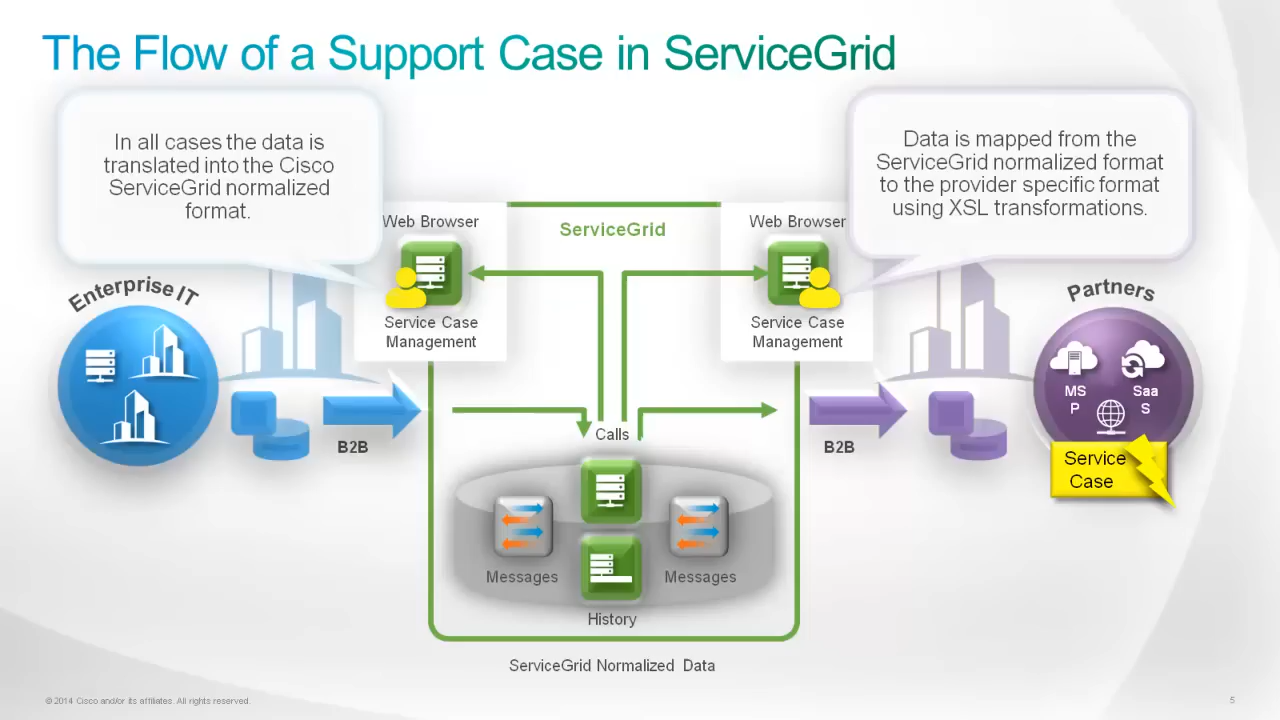 The Flow of a Support Case in ServiceGrid
In all cases the data is
translated into the Cisco
ServiceGrid normalized
format.
Data is mapped from the
ServiceGrid normalized format
to the provider specific format
using XSL transformations.
Web Browser
ServiceGrid
Web Browser
Enterprise IT
Service Case
Management
Service Case
Management
Partners
MS
P
Saa
S
B2B
Calls
B2B
Service
Case
Messages
Messages
History
ServiceGrid Normalized Data
© 2014 Cisco and/or its affiliates. All rights reserved.
5